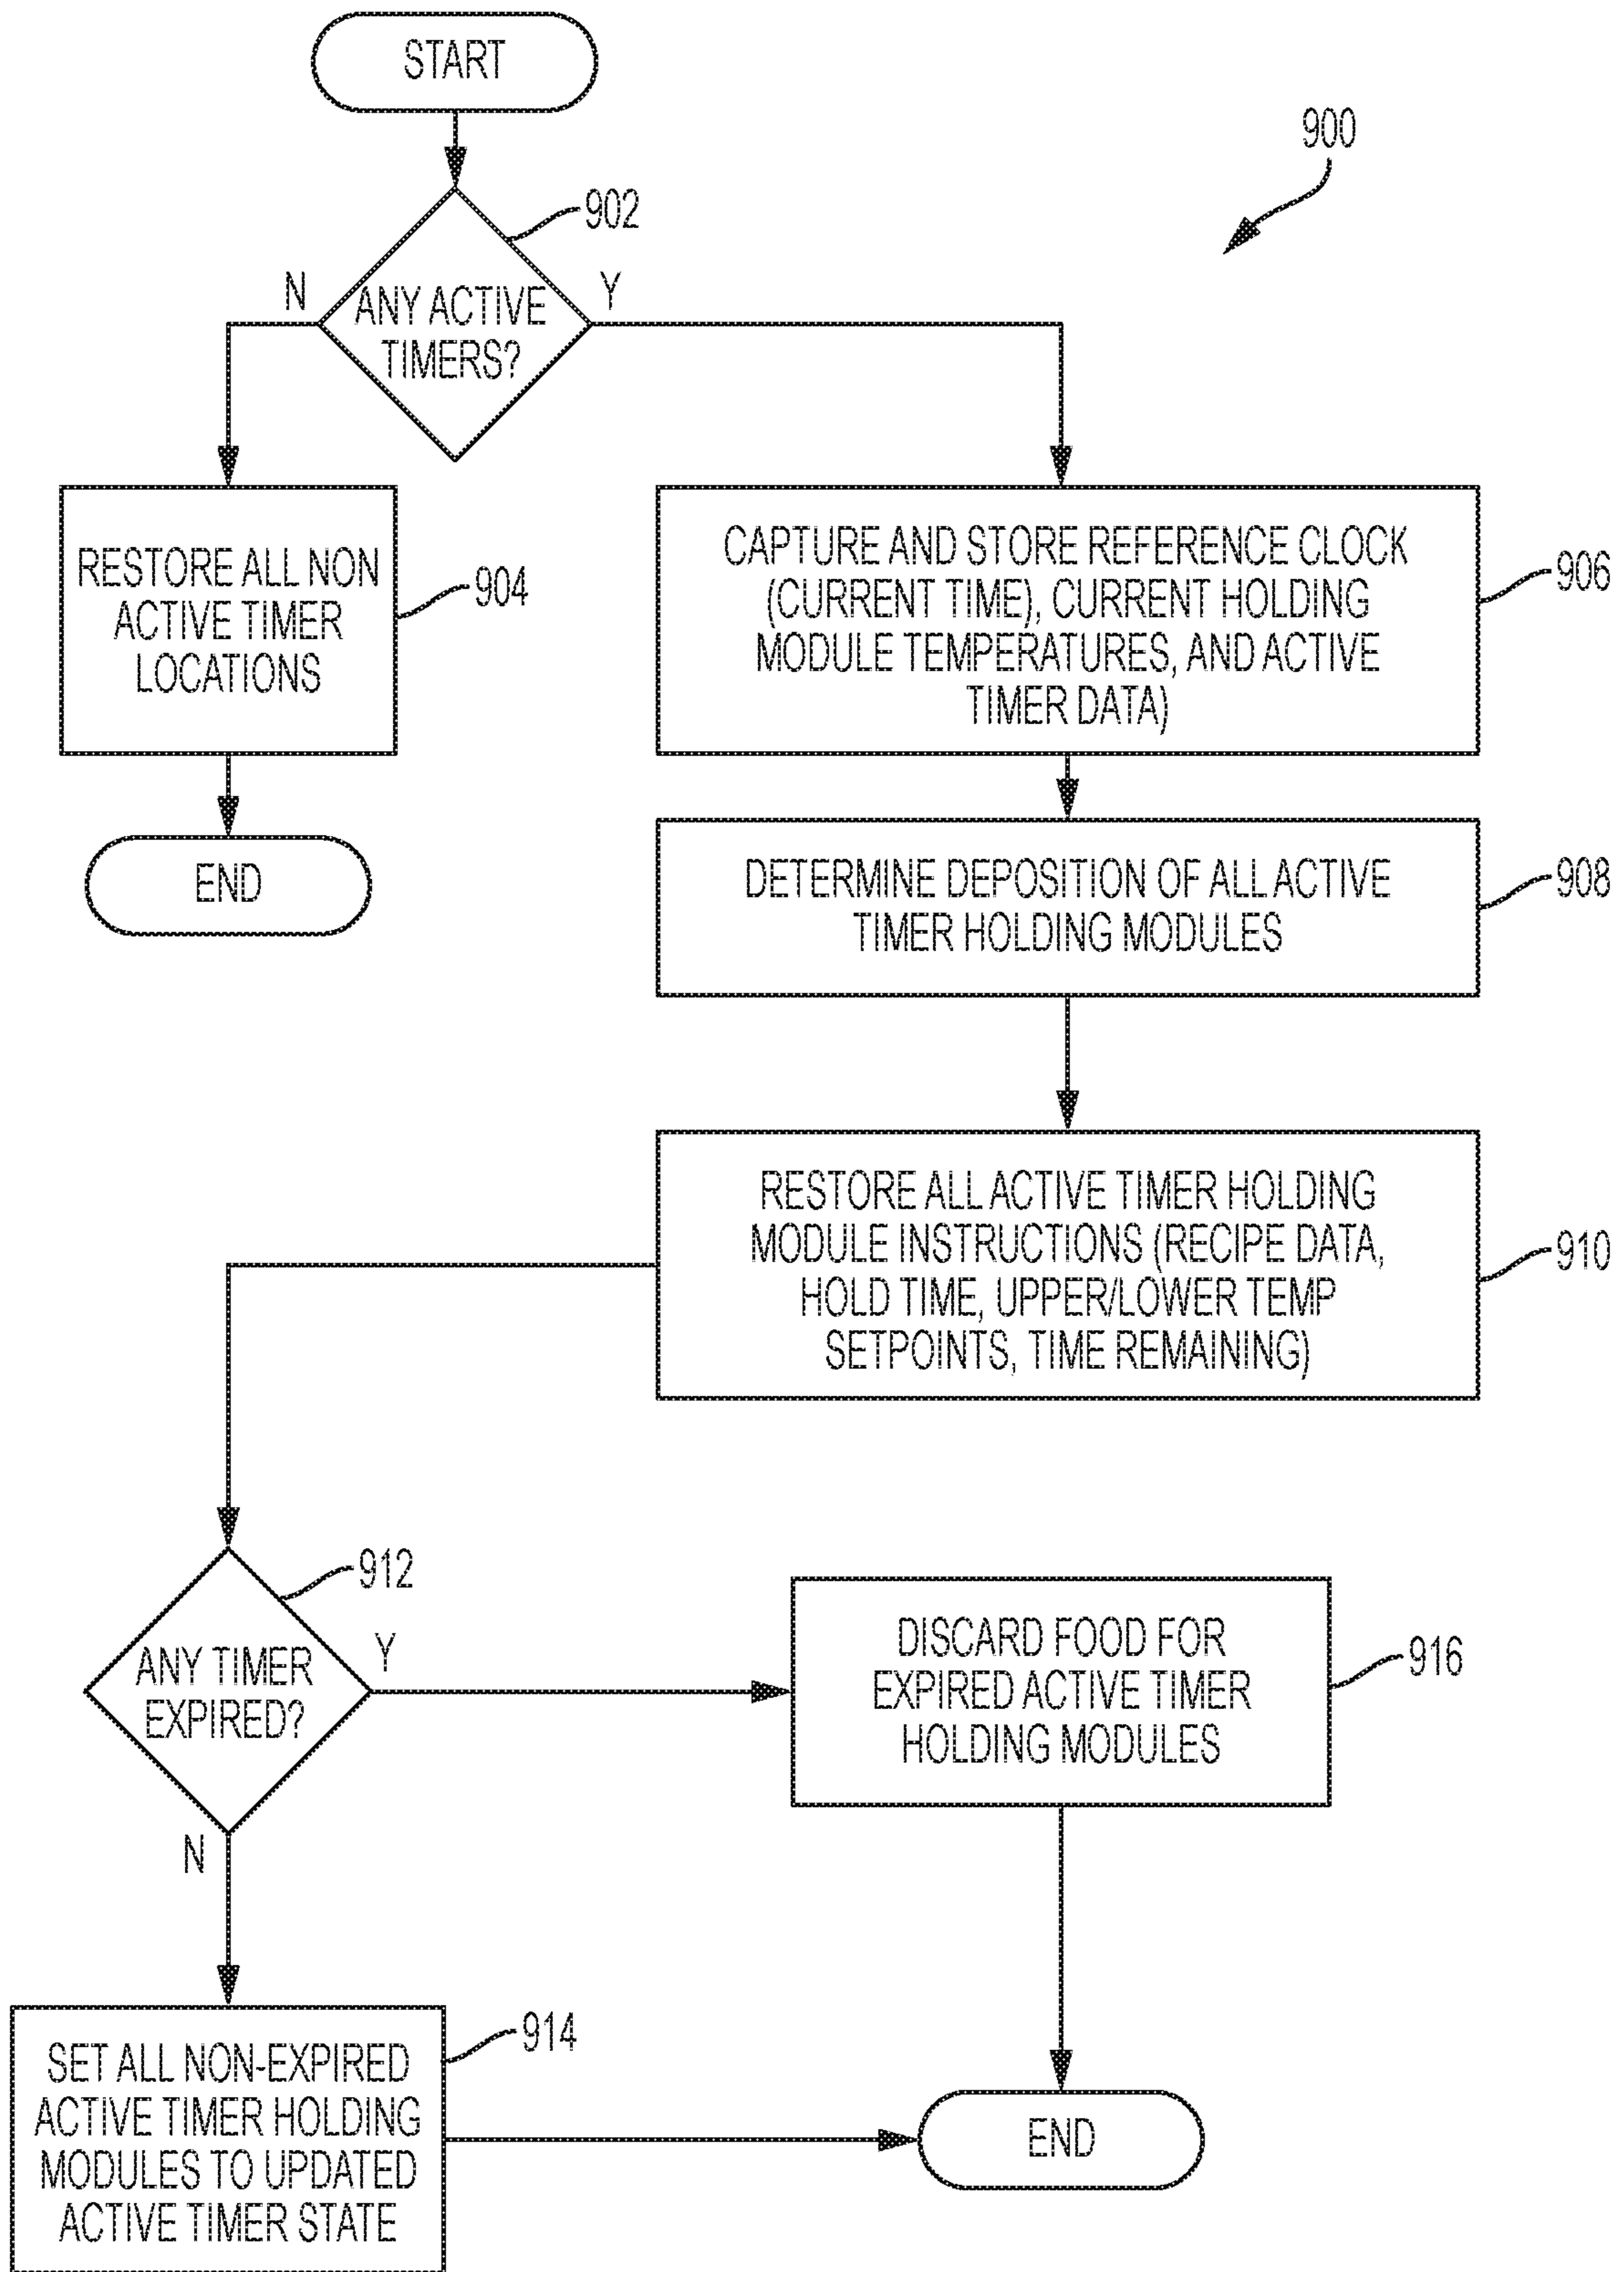 START
900
902
N
Y
ANY ACTIVE
TIMERS?
RESTORE ALL NON
ACTIVE TIMER
LOCATIONS
904
CAPTURE AND STORE REFERENCE CLOCK
(CURRENT TIME), CURRENT HOLDING
MODULE TEMPERATURES, AND ACTIVE
TIMER DATA)
906
END
DETERMINE DEPOSITION OF ALL ACTIVE
TIMER HOLDING MODULES
908
RESTORE ALL ACTIVE TIMER HOLDING
MODULE INSTRUCTIONS (RECIPE DATA,
HOLD TIME, UPPER/LOWER TEMP
SETPOINTS, TIME REMAINING)
910
912
ANY TIMER
EXPIRED?
Y
N
DISCARD FOOD FOR
EXPIRED ACTIVE TIMER
HOLDING MODULES
916
SET ALL NON-EXPIRED
ACTIVE TIMER HOLDING
MODULES TO UPDATED
ACTIVE TIMER STATE
914
END